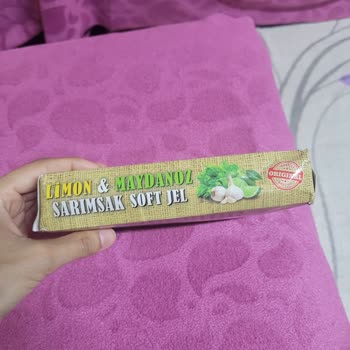 LİMON & MAYDANOZ
SARIMSAK SOFT JEL
ORIGINAL